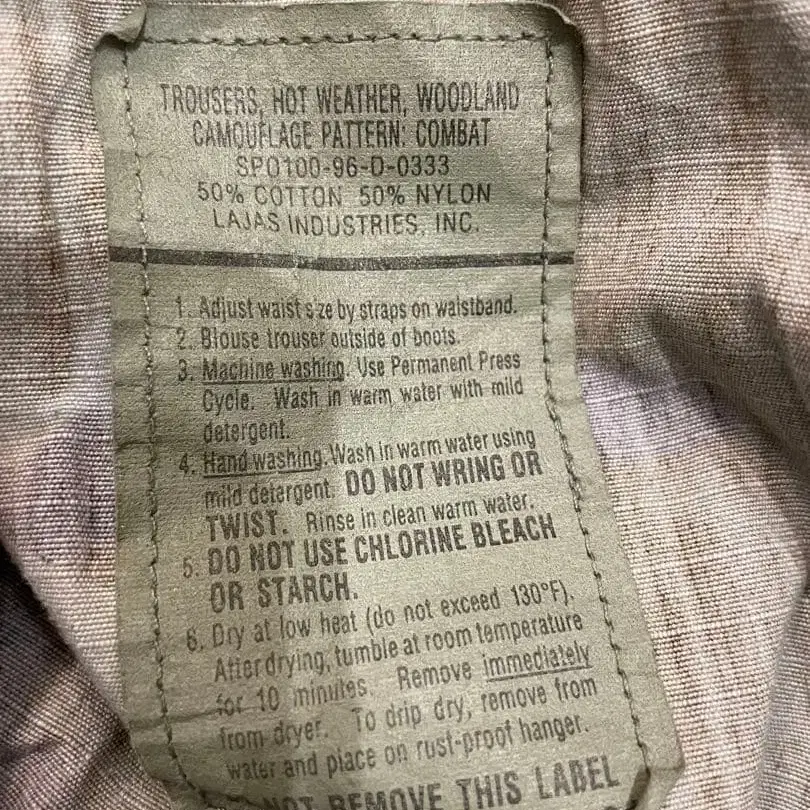 TROUSERS, HOT WEATHER, WOODLAND
CAMOUFLAGE PATTERN: COMBAT
SPO100-96-D-0333
50% COTTON 50% NYLON
LAJAS INDUSTRIES, INC.
1. Adjust waist size by straps on waistband.
2. Blouse trouser outside of boots.
3. Machine washing. Use Permanent Press
Cycle. Wash in warm water with mild
detergent.
4. Hand washing. Wash in warm water using
mild detergent. DO NOT WRING OR
TWIST. Rinse in clean warm water.
5. DO NOT USE CHLORINE BLEACH
OR STARCH.
6. Dry at low heat (do not exceed 130°F).
After drying, tumble at room temperature
for 10 minutes. Remove immediately
from dryer. To drip dry, remove from
water and place on rust-proof hanger.
NOT REMOVE THIS LABEL